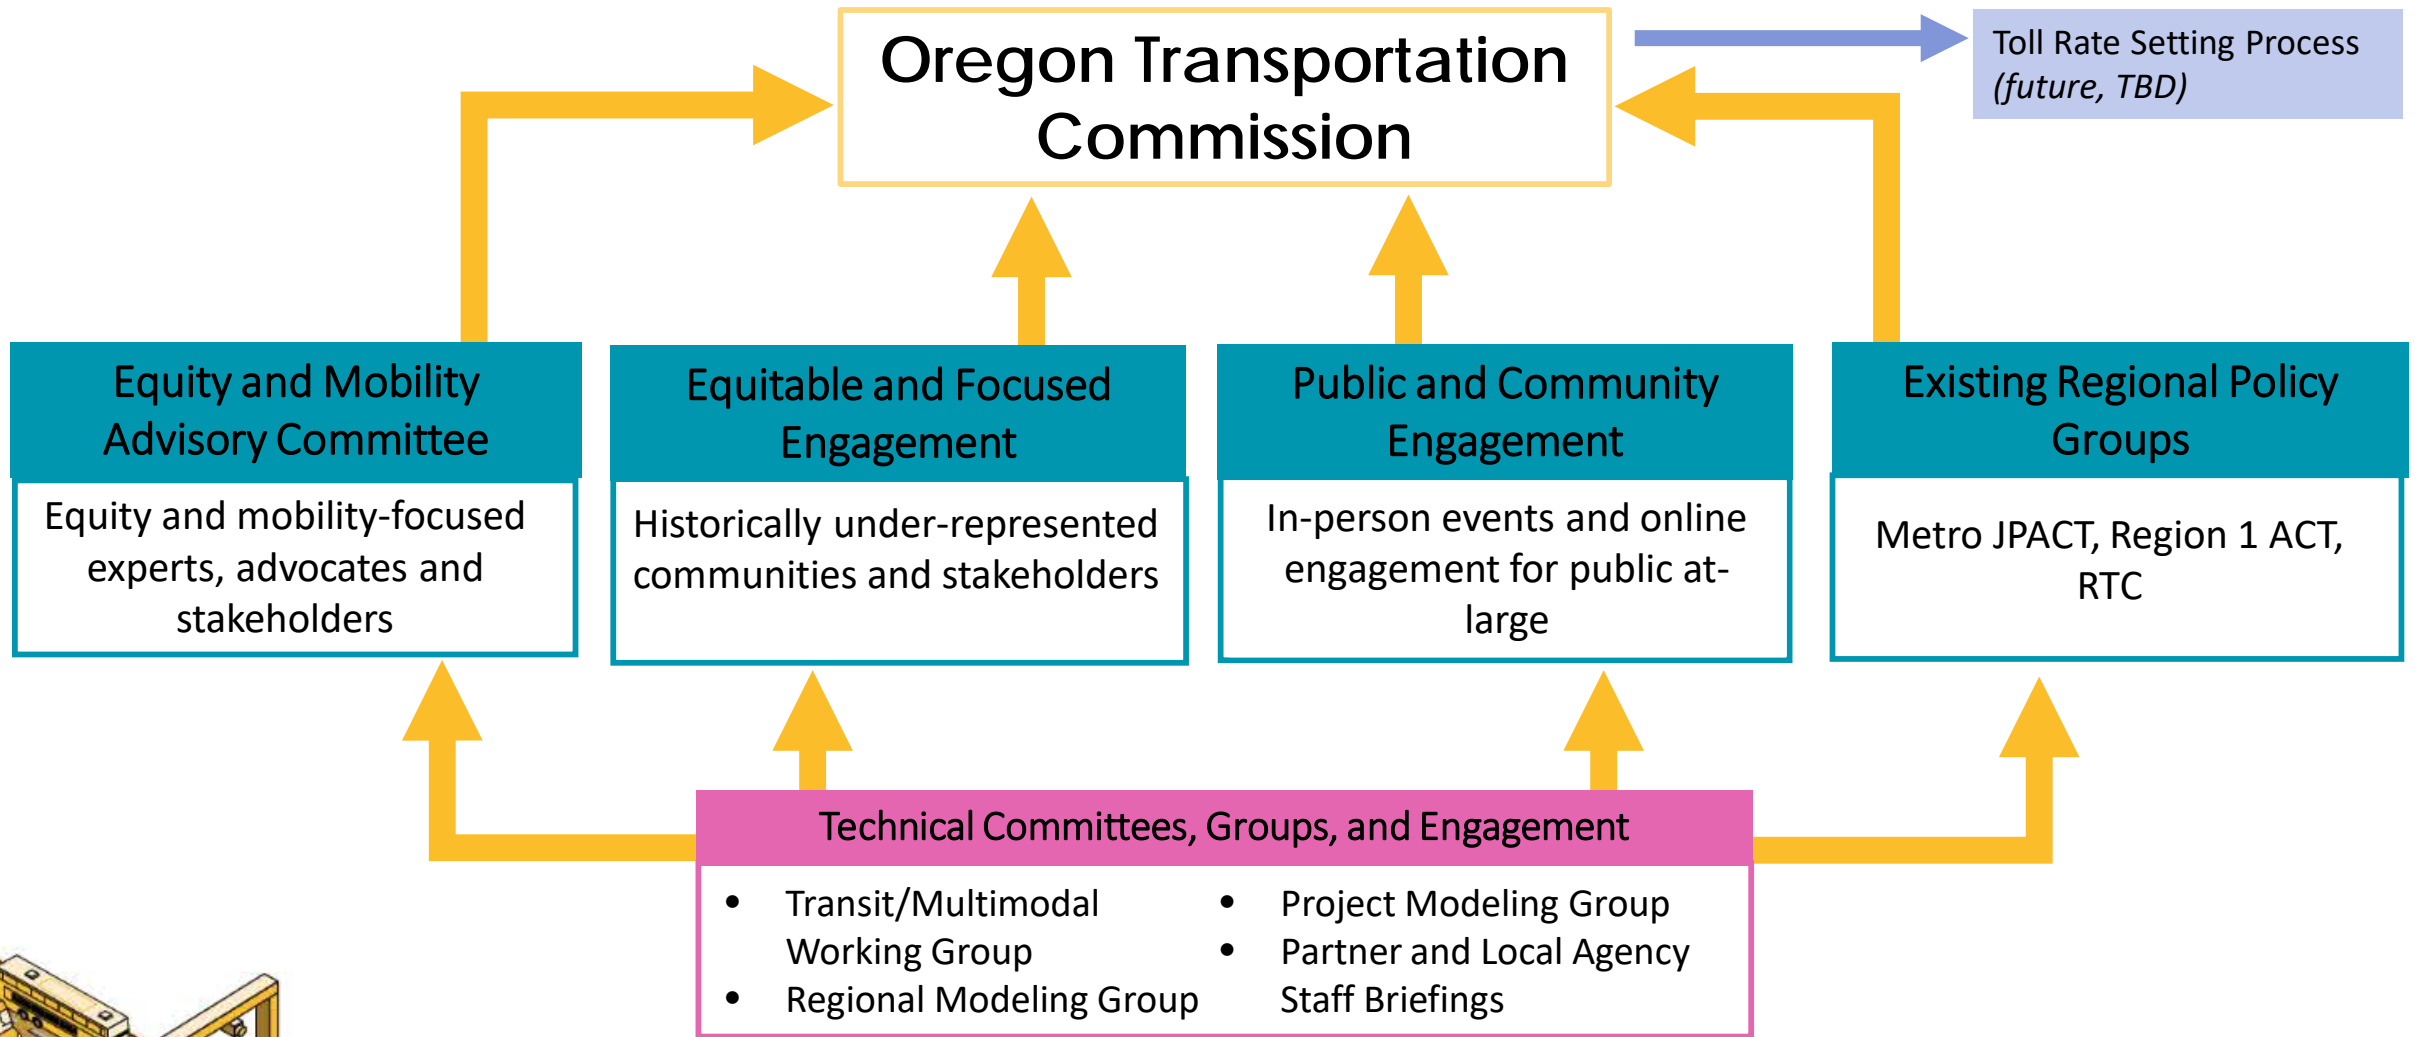 Oregon Transportation
Commission
Toll Rate Setting Process
(future, TBD)
Equity and Mobility
Advisory Committee
Equity and mobility-focused
experts, advocates and
stakeholders
Equitable and Focused
Engagement
Historically under-represented
communities and stakeholders
Public and Community
Engagement
In-person events and online
engagement for public at-
large
Existing Regional Policy
Groups
Metro JPACT, Region 1 ACT,
RTC
Technical Committees, Groups, and Engagement
• Transit/Multimodal
Working Group
• Regional Modeling Group
• Project Modeling Group
• Partner and Local Agency
Staff Briefings